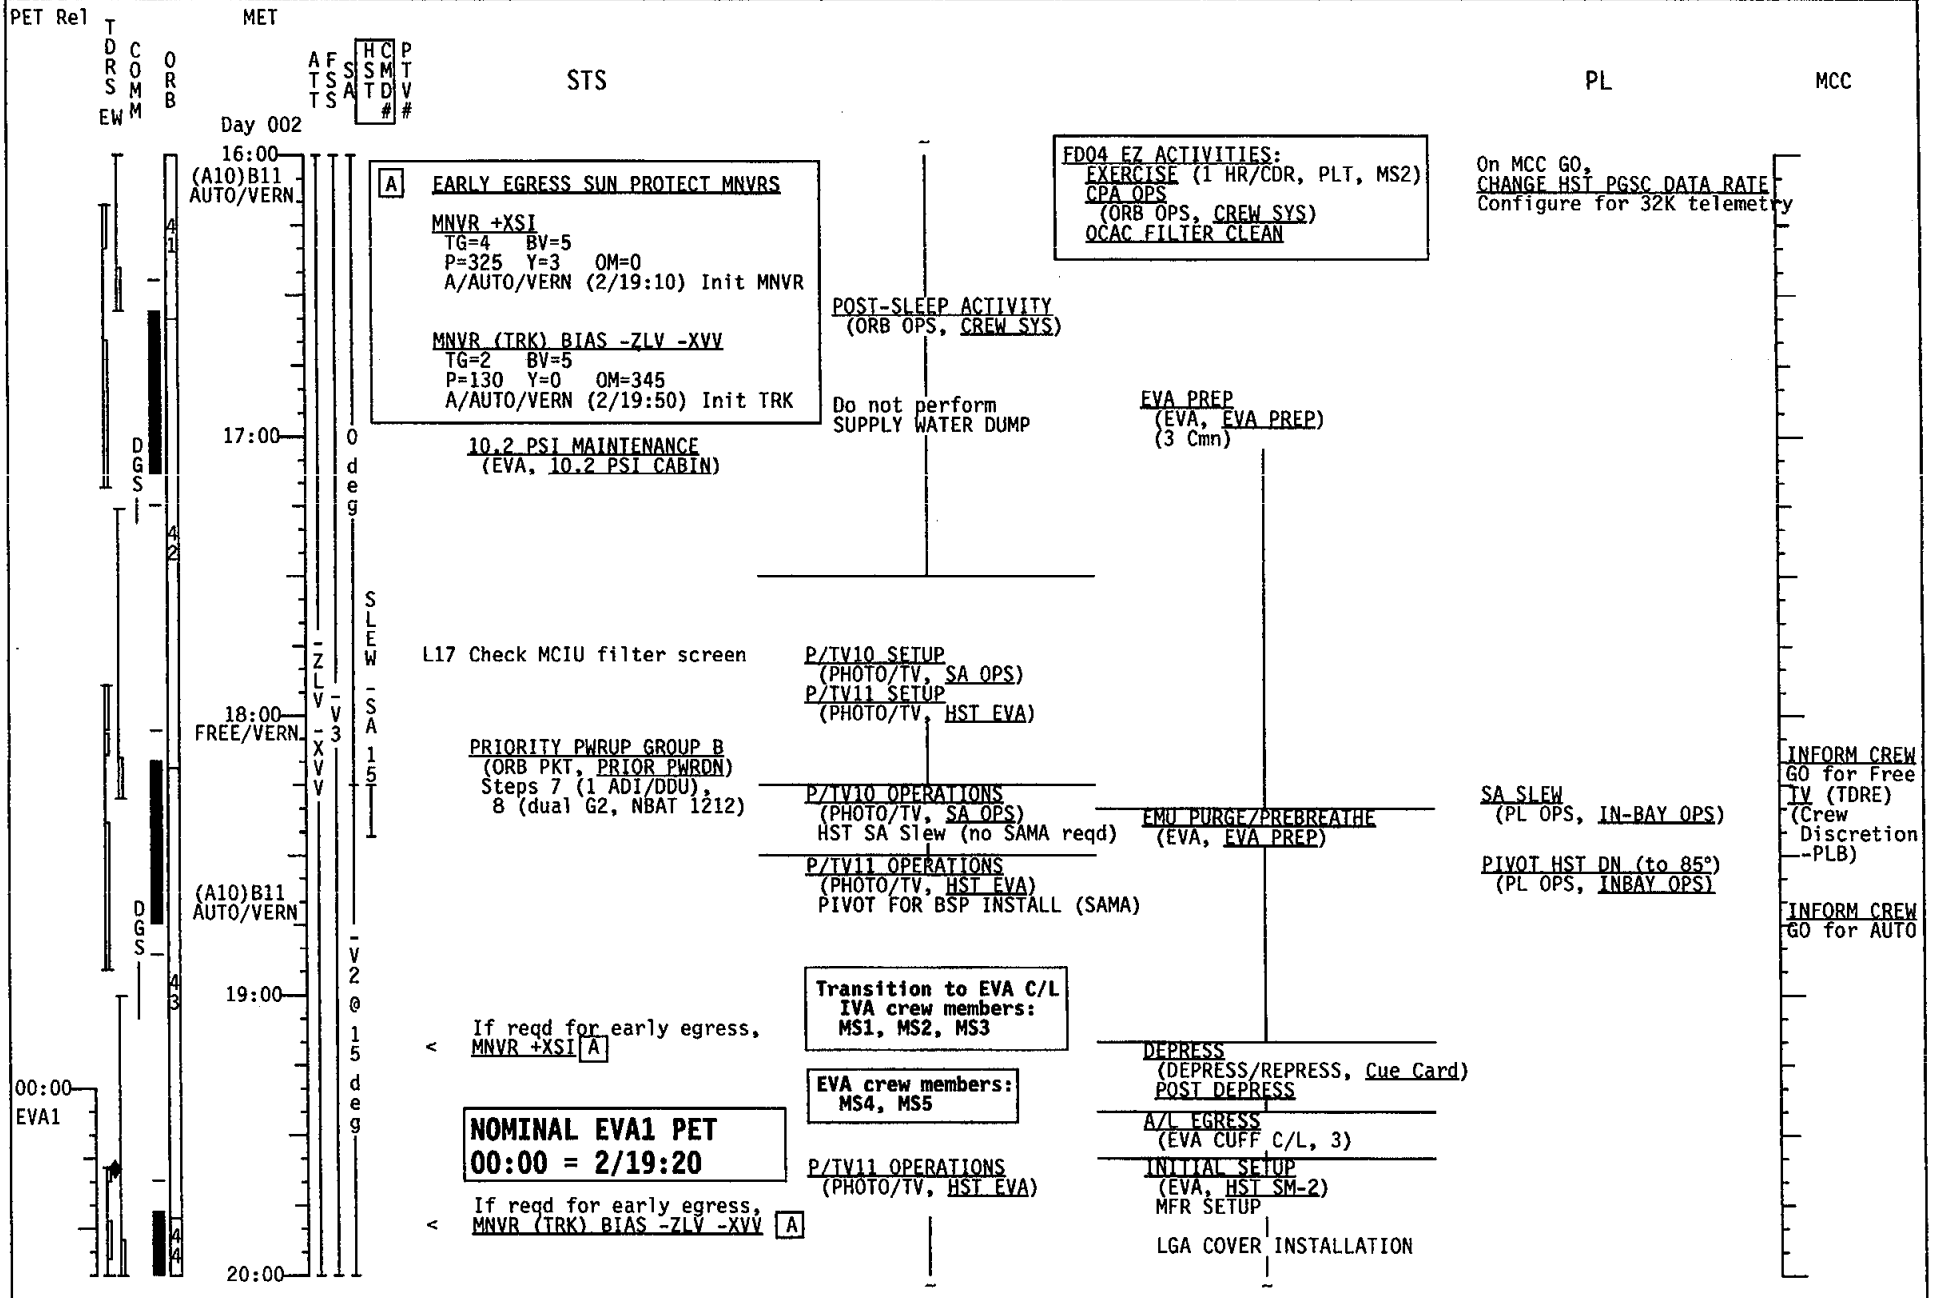 PET Rel
TDRS
EW
COMM
ORB
MET
ATT
FSS
SA
HST CMD#
PTV#
STS
PL
MCC
Day 002
16:00
(A10)B11
AUTO/VERN
41
A EARLY EGRESS SUN PROTECT MNVRS
MNVR +XSI
TG=4 BV=5
P=325 Y=3 OM=0
A/AUTO/VERN (2/19:10) Init MNVR
MNVR (TRK) BIAS -ZLV -XVV
TG=2 BV=5
P=130 Y=0 OM=345
A/AUTO/VERN (2/19:50) Init TRK
~
FD04 EZ ACTIVITIES:
EXERCISE (1 HR/CDR, PLT, MS2)
CPA OPS
(ORB OPS, CREW SYS)
OCAC FILTER CLEAN
On MCC GO,
CHANGE HST PGSC DATA RATE
Configure for 32K telemetry
POST-SLEEP ACTIVITY
(ORB OPS, CREW SYS)
Do not perform
SUPPLY WATER DUMP
EVA PREP
(EVA, EVA PREP)
(3 Cmn)
17:00
DGS
0 deg
10.2 PSI MAINTENANCE
(EVA, 10.2 PSI CABIN)
42
SLEW -SA 15
-ZLV -XVV
-V3
L17 Check MCIU filter screen
P/TV10 SETUP
(PHOTO/TV, SA OPS)
P/TV11 SETUP
(PHOTO/TV, HST EVA)
18:00
FREE/VERN
PRIORITY PWRUP GROUP B
(ORB PKT, PRIOR PWRDN)
Steps 7 (1 ADI/DDU),
8 (dual G2, NBAT 1212)
P/TV10 OPERATIONS
(PHOTO/TV, SA OPS)
HST SA Slew (no SAMA reqd)
EMU PURGE/PREBREATHE
(EVA, EVA PREP)
SA SLEW
(PL OPS, IN-BAY OPS)
INFORM CREW
GO for Free
TV (TDRE)
(Crew
Discretion
-PLB)
P/TV11 OPERATIONS
(PHOTO/TV, HST EVA)
PIVOT FOR BSP INSTALL (SAMA)
PIVOT HST DN (to 85°)
(PL OPS, INBAY OPS)
(A10)B11
AUTO/VERN
INFORM CREW
GO for AUTO
DGS
43
-V2 @ 15 deg
19:00
Transition to EVA C/L
IVA crew members:
MS1, MS2, MS3
If reqd for early egress,
< MNVR +XSI A
DEPRESS
(DEPRESS/REPRESS, Cue Card)
POST DEPRESS
EVA crew members:
MS4, MS5
00:00
EVA1
NOMINAL EVA1 PET
00:00 = 2/19:20
A/L EGRESS
(EVA CUFF C/L, 3)
P/TV11 OPERATIONS
(PHOTO/TV, HST EVA)
INITIAL SETUP
(EVA, HST SM-2)
MFR SETUP
If reqd for early egress,
< MNVR (TRK) BIAS -ZLV -XVV A
LGA COVER INSTALLATION
44
20:00
~
~